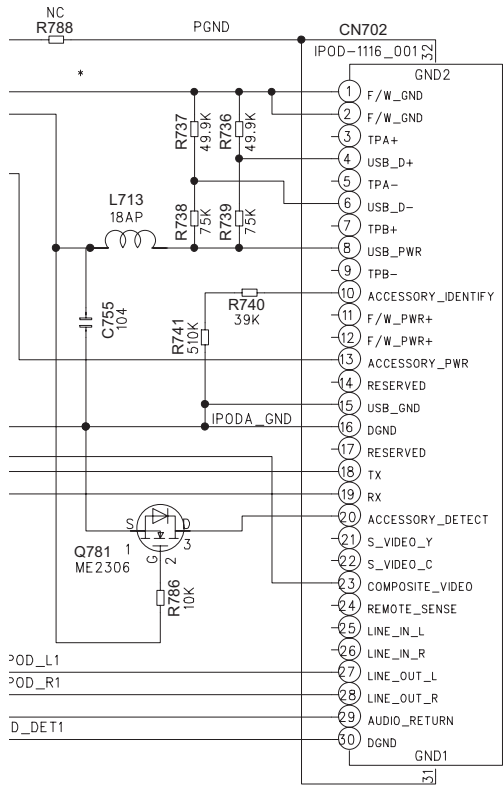 NC
R788
PGND
CN702
IPOD-1116_001
32
GND2
*
1 F/W_GND
2 F/W_GND
3 TPA+
4 USB_D+
5 TPA-
6 USB_D-
7 TPB+
8 USB_PWR
9 TPB-
10 ACCESSORY_IDENTIFY
11 F/W_PWR+
12 F/W_PWR+
13 ACCESSORY_PWR
14 RESERVED
15 USB_GND
16 DGND
17 RESERVED
18 TX
19 RX
20 ACCESSORY_DETECT
21 S_VIDEO_Y
22 S_VIDEO_C
23 COMPOSITE_VIDEO
24 REMOTE_SENSE
25 LINE_IN_L
26 LINE_IN_R
27 LINE_OUT_L
28 LINE_OUT_R
29 AUDIO_RETURN
30 DGND
GND1
31
R737
49.9K
R736
49.9K
R738
75K
R739
75K
L713
18AP
C755
104
R740
39K
R741
510K
IPODA_GND
S
D
1
3
G
2
Q781
ME2306
R786
10K
POD_L1
POD_R1
D_DET1